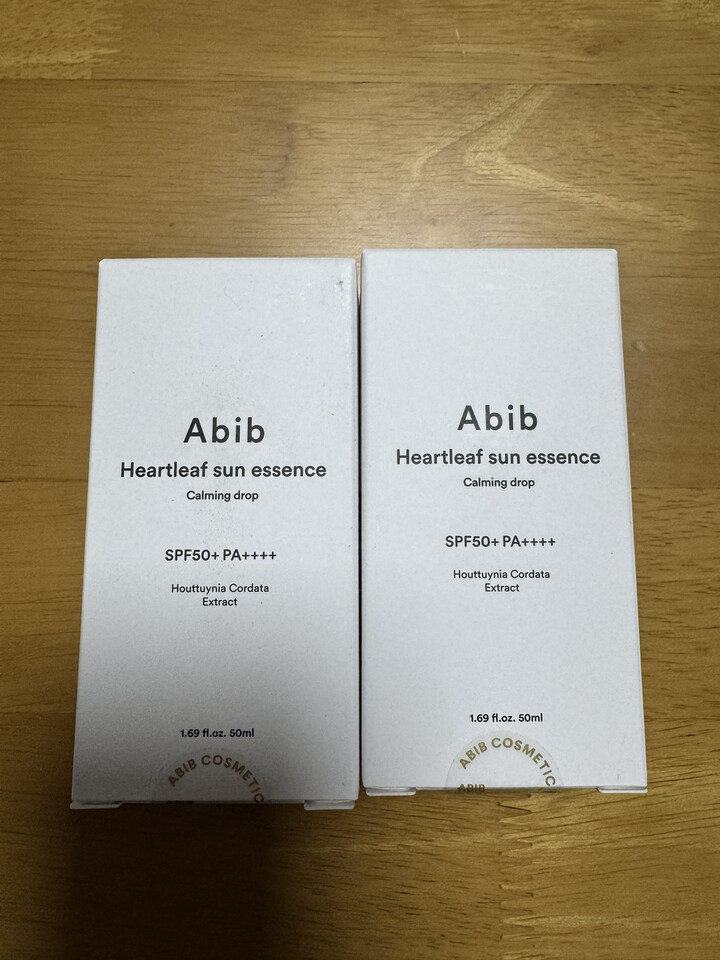 Abib
Heartleaf sun essence
Calming drop
SPF50+ PA++++
Houttuynia Cordata
Extract
1.69 fl.oz. 50ml
ABIB COSMETIC
Abib
Heartleaf sun essence
Calming drop
SPF50+ PA++++
Houttuynia Cordata
Extract
1.69 fl.oz. 50ml
ABIB COSMETIC
ABIB